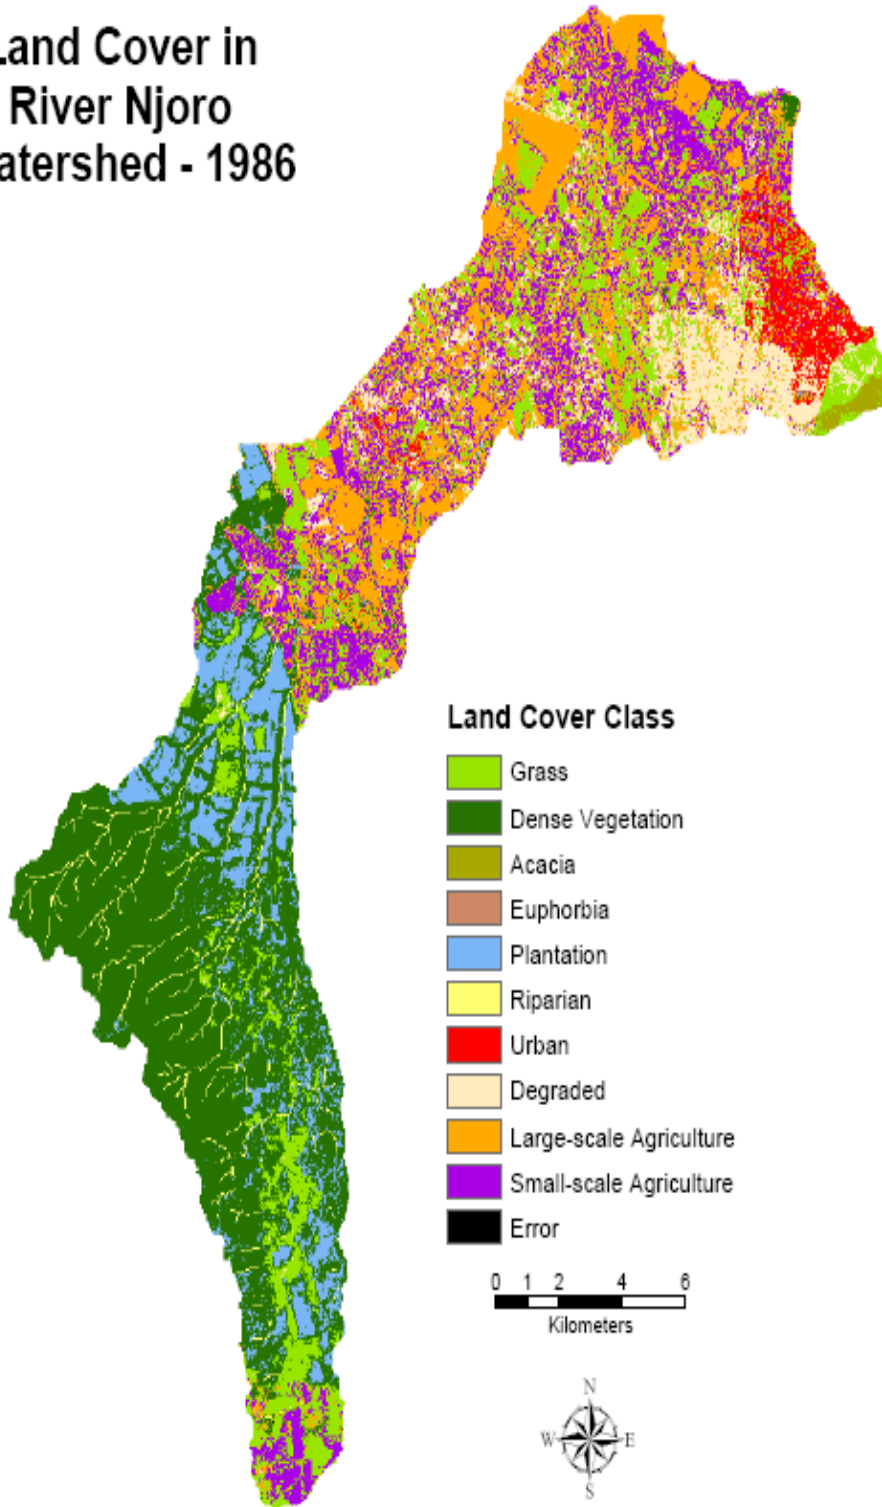 Land Cover in
River Njoro
atershed - 1986
Land Cover Class
Grass
Dense Vegetation
Acacia
Euphorbia
Plantation
Riparian
Urban
Degraded
Large-scale Agriculture
Small-scale Agriculture
Error
0 1 2 4 6
Kilometers
N
W E
S